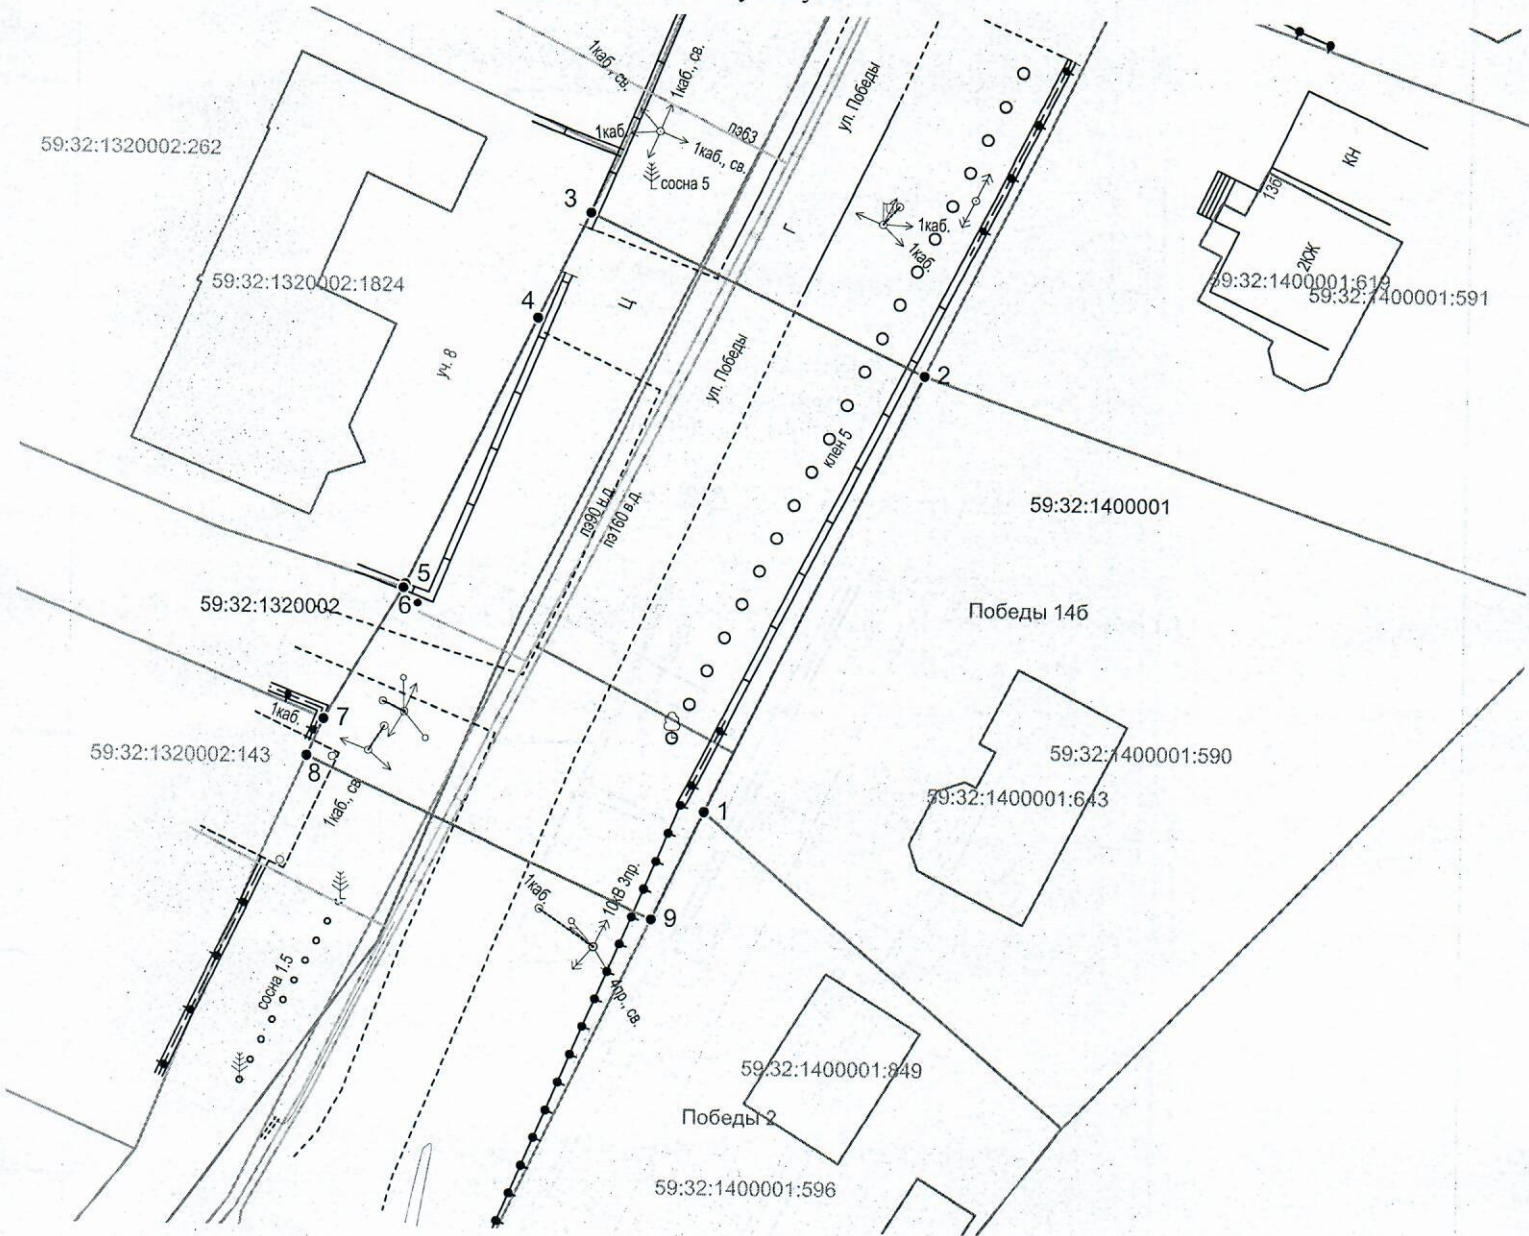 1каб., св.
1каб., св.
1каб.
пэ63
1каб., св.
сосна 5
ул. Победы
59:32:1320002:262
КН
13б
3
Г
1каб.
1каб.
2КЖ
59:32:1320002:1824
59:32:1400001:619
59:32:1400001:591
4
Ц
уч. 8
ул. Победы
2
клен 5
пэ90 н.д.
пэ160 в.д.
59:32:1400001
5
6
59:32:1320002
Победы 14б
7
1каб.
59:32:1320002:143
8
59:32:1400001:590
59:32:1400001:643
1каб., св.
1
1каб.
10кВ 3пр.
9
сосна 1.5
4пр., св.
59:32:1400001:849
Победы 2
59:32:1400001:596